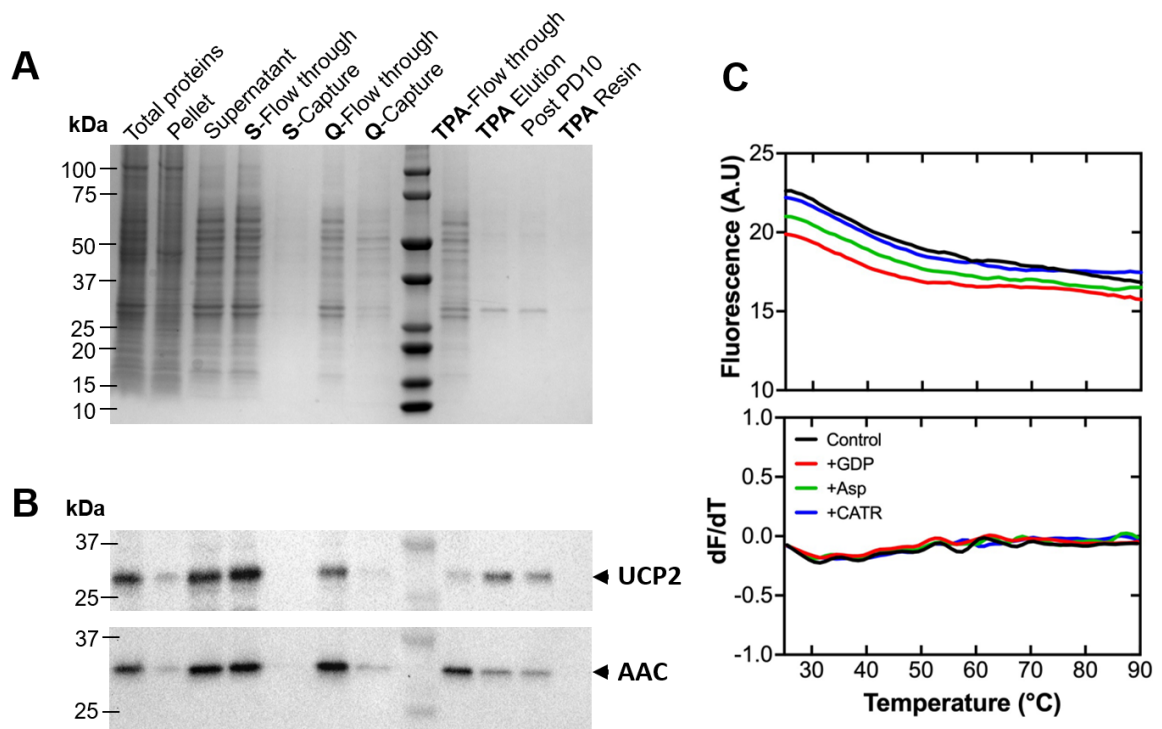 A
kDa
Total proteins
Pellet
Supernatant
S-Flow through
S-Capture
Q-Flow through
Q-Capture
TPA-Flow through
TPA Elution
Post PD10
TPA Resin
100
75
50
37
25
20
15
10
B
kDa
37
25
UCP2
37
25
AAC
C
Fluorescence (A.U)
25
20
15
10
dF/dT
1.0
0.5
0.0
-0.5
-1.0
Control
+GDP
+Asp
+CATR
30 40 50 60 70 80 90
Temperature (°C)